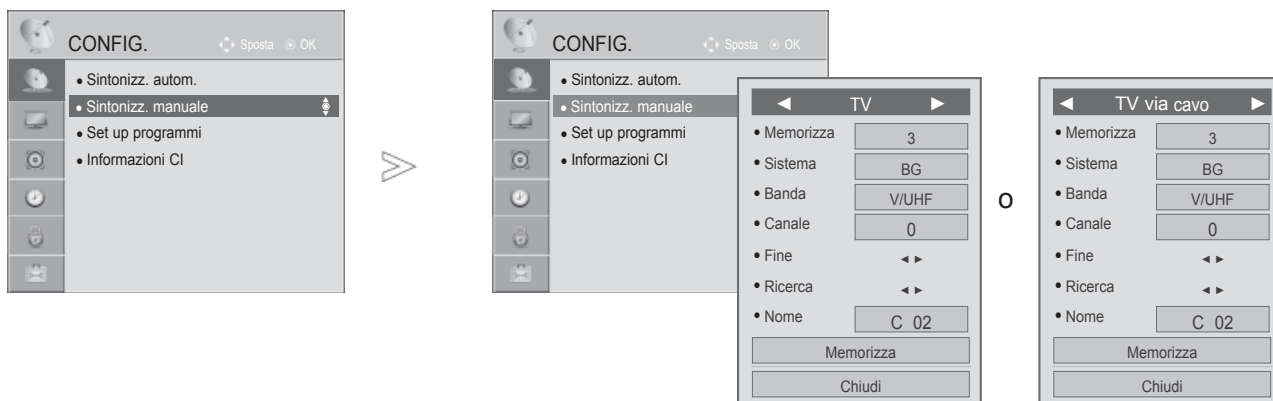 CONFIG.
Sposta OK
• Sintonizz. autom.
• Sintonizz. manuale
• Set up programmi
• Informazioni CI
CONFIG.
Sposta OK
• Sintonizz. autom.
• Sintonizz. manuale
• Set up programmi
• Informazioni CI
◄ TV ►
• Memorizza 3
• Sistema BG
• Banda V/UHF
• Canale 0
• Fine ◄ ►
• Ricerca ◄ ►
• Nome C 02
Memorizza
Chiudi
o
◄ TV via cavo ►
• Memorizza 3
• Sistema BG
• Banda V/UHF
• Canale 0
• Fine ◄ ►
• Ricerca ◄ ►
• Nome C 02
Memorizza
Chiudi